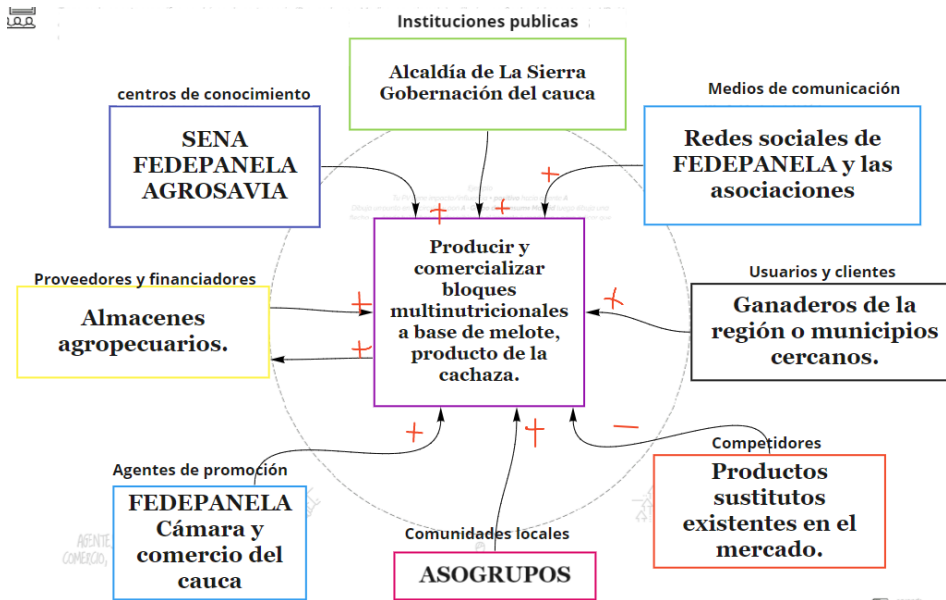 Instituciones publicas
Alcaldía de La Sierra
Gobernación del cauca
centros de conocimiento
SENA
FEDEPANELA
AGROSAVIA
Medios de comunicación
Redes sociales de
FEDEPANELA y las
asociaciones
+
+
+
Producir y
comercializar
bloques
multinutricionales
a base de melote,
producto de la
cachaza.
Proveedores y financiadores
Almacenes
agropecuarios.
+
+
Usuarios y clientes
Ganaderos de la
región o municipios
cercanos.
+
Agentes de promoción
FEDEPANELA
Cámara y
comercio del
cauca
+
Comunidades locales
ASOGRUPOS
+
Competidores
Productos
sustitutos
existentes en el
mercado.
−
AGENTE,
COMERCIO,